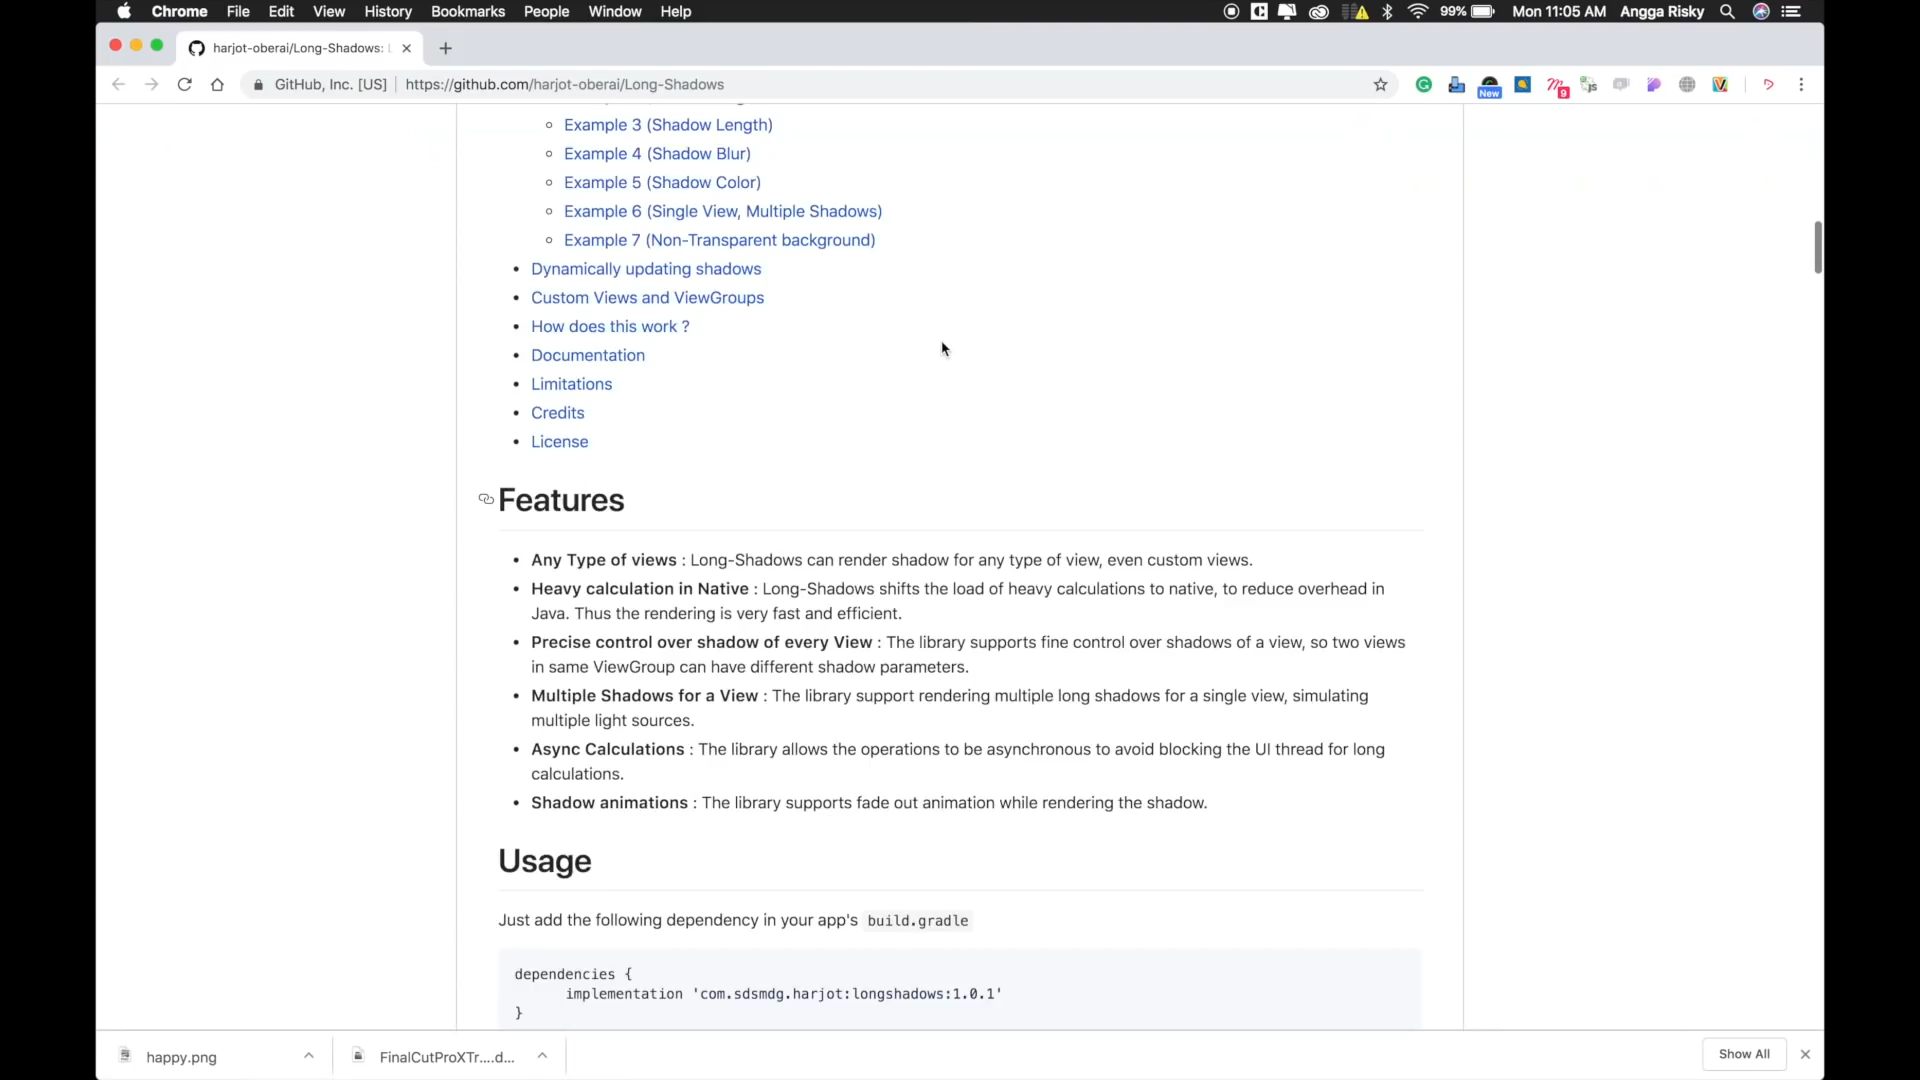 Chrome File Edit View History Bookmarks People Window Help 99% Mon 11:05 AM Angga Risky
harjot-oberai/Long-Shadows:
GitHub, Inc. [US] https://github.com/harjot-oberai/Long-Shadows New 9 JS
Example 3 (Shadow Length)
Example 4 (Shadow Blur)
Example 5 (Shadow Color)
Example 6 (Single View, Multiple Shadows)
Example 7 (Non-Transparent background)
Dynamically updating shadows
Custom Views and ViewGroups
How does this work ?
Documentation
Limitations
Credits
License
Features
Any Type of views : Long-Shadows can render shadow for any type of view, even custom views.
Heavy calculation in Native : Long-Shadows shifts the load of heavy calculations to native, to reduce overhead in
Java. Thus the rendering is very fast and efficient.
Precise control over shadow of every View : The library supports fine control over shadows of a view, so two views
in same ViewGroup can have different shadow parameters.
Multiple Shadows for a View : The library support rendering multiple long shadows for a single view, simulating
multiple light sources.
Async Calculations : The library allows the operations to be asynchronous to avoid blocking the UI thread for long
calculations.
Shadow animations : The library supports fade out animation while rendering the shadow.
Usage
Just add the following dependency in your app's build.gradle
dependencies {
implementation 'com.sdsmdg.harjot:longshadows:1.0.1'
}
happy.png FinalCutProXTr....d... Show All